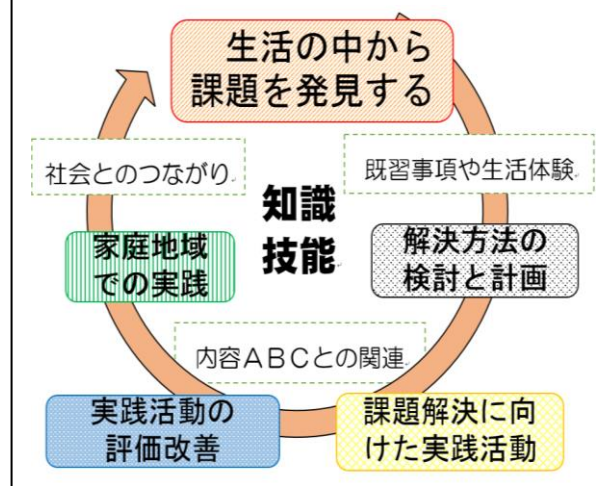 生活の中から
課題を発見する
社会とのつながり
既習事項や生活体験
知識
技能
家庭地域
での実践
解決方法の
検討と計画
内容ABCとの関連
実践活動の
評価改善
課題解決に向
けた実践活動